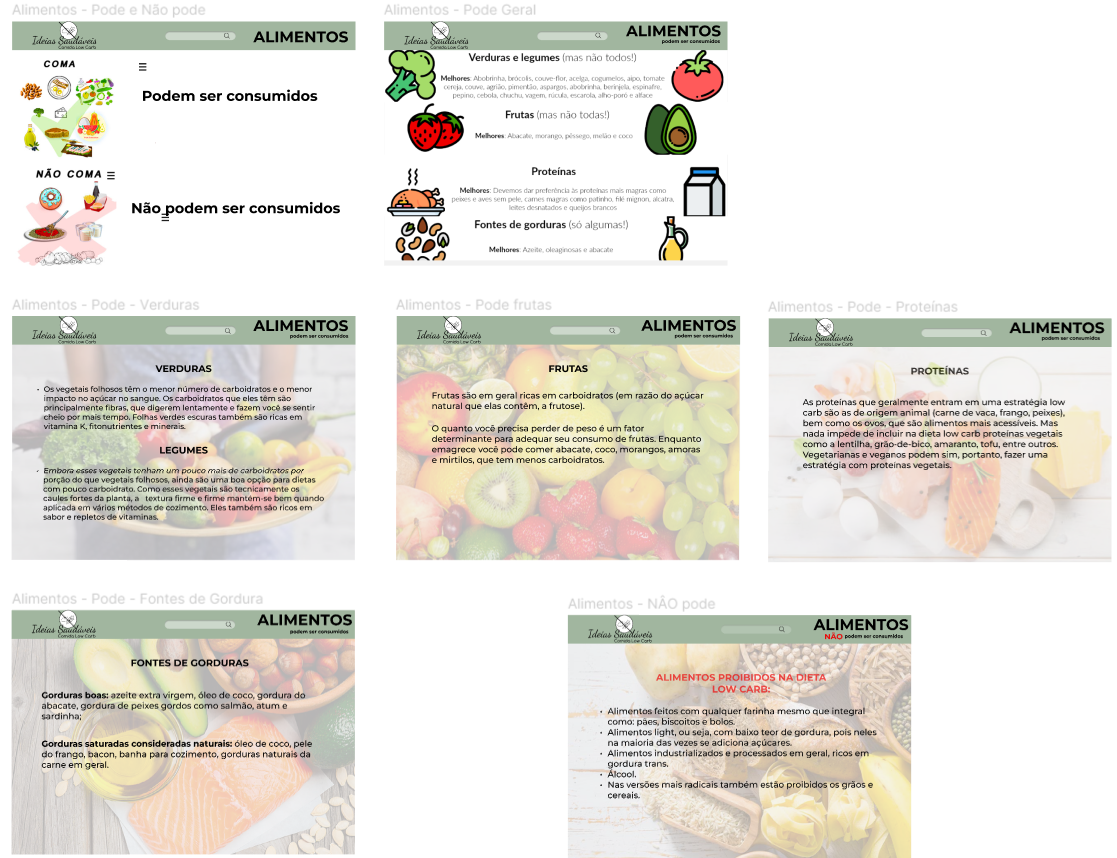 Alimentos - Pode e Não pode
Ideias Saudáveis
Comida Low Carb
ALIMENTOS
COMA
Podem ser consumidos
NÃO COMA
Não podem ser consumidos
Alimentos - Pode Geral
Ideias Saudáveis
Comida Low Carb
ALIMENTOS
podem ser consumidos
Verduras e legumes (mas não todos!)
Melhores: Abobrinha, brócolis, couve-flor, acelga, cogumelos, aipo, tomate
cereja, couve, agrião, pimentão, aspargos, abobrinha, berinjela, espinafre,
pepino, cebola, chuchu, vagem, rúcula, escarola, alho-poró e alface
Frutas (mas não todas!)
Melhores: Abacate, morango, pêssego, melão e coco
Proteínas
Melhores: Devemos dar preferência às proteínas mais magras como
peixes e aves sem pele, carnes magras como patinho, filé mignon, alcatra,
leites desnatados e queijos brancos
Fontes de gorduras (só algumas!)
Melhores: Azeite, oleaginosas e abacate
Alimentos - Pode - Verduras
Ideias Saudáveis
Comida Low Carb
ALIMENTOS
podem ser consumidos
VERDURAS
• Os vegetais folhosos têm o menor número de carboidratos e o menor
impacto no açúcar no sangue. Os carboidratos que eles têm são
principalmente fibras, que digerem lentamente e fazem você se sentir
cheio por mais tempo. Folhas verdes escuras também são ricas em
vitamina K, fitonutrientes e minerais.
LEGUMES
• Embora esses vegetais tenham um pouco mais de carboidratos por
porção do que vegetais folhosos, ainda são uma boa opção para dietas
com pouco carboidrato. Como esses vegetais são tecnicamente os
caules fortes da planta, a textura firme e firme mantém-se bem quando
aplicada em vários métodos de cozimento. Eles também são ricos em
sabor e repletos de vitaminas.
Alimentos - Pode frutas
Ideias Saudáveis
Comida Low Carb
ALIMENTOS
podem ser consumidos
FRUTAS
Frutas são em geral ricas em carboidratos (em razão do açúcar
natural que elas contêm, a frutose).
O quanto você precisa perder de peso é um fator
determinante para adequar seu consumo de frutas. Enquanto
emagrece você pode comer abacate, coco, morangos, amoras
e mirtilos, que tem menos carboidratos.
Alimentos - Pode - Proteínas
Ideias Saudáveis
Comida Low Carb
ALIMENTOS
podem ser consumidos
PROTEÍNAS
As proteínas que geralmente entram em uma estratégia low
carb são as de origem animal (carne de vaca, frango, peixes),
bem como os ovos, que são alimentos mais acessíveis. Mas
nada impede de incluir na dieta low carb proteínas vegetais
como a lentilha, grão-de-bico, amaranto, tofu, entre outros.
Vegetarianos e veganos podem sim, portanto, fazer uma
estratégia com proteínas vegetais.
Alimentos - Pode - Fontes de Gordura
Ideias Saudáveis
Comida Low Carb
ALIMENTOS
podem ser consumidos
FONTES DE GORDURAS
Gorduras boas: azeite extra virgem, óleo de coco, gordura do
abacate, gordura de peixes gordos como salmão, atum e
sardinha;
Gorduras saturadas consideradas naturais: óleo de coco, pele
do frango, bacon, banha para cozimento, gorduras naturais da
carne em geral.
Alimentos - NÂO pode
Ideias Saudáveis
Comida Low Carb
ALIMENTOS
NÃO podem ser consumidos
ALIMENTOS PROIBIDOS NA DIETA
LOW CARB:
• Alimentos feitos com qualquer farinha mesmo que integral
como: pães, biscoitos e bolos.
• Alimentos light, ou seja, com baixo teor de gordura, pois neles
na maioria das vezes se adiciona açúcares.
• Alimentos industrializados e processados em geral, ricos em
gordura trans.
• Álcool.
• Nas versões mais radicais também estão proibidos os grãos e
cereais.